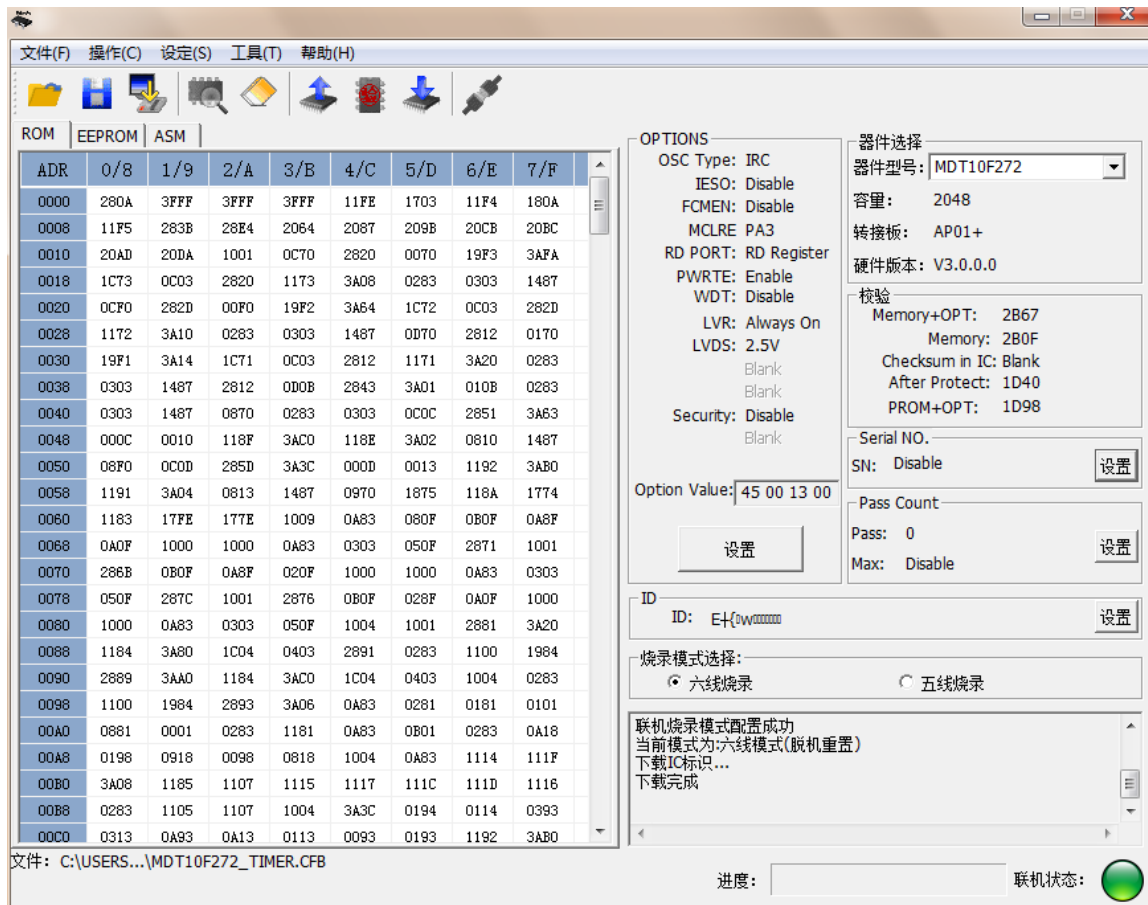 文件(F) 操作(C) 设定(S) 工具(T) 帮助(H)
ROM EEPROM ASM
ADR 0/8 1/9 2/A 3/B 4/C 5/D 6/E 7/F
0000 280A 3FFF 3FFF 3FFF 11FE 1703 11F4 180A
0008 11F5 283B 28E4 2064 2087 209B 20CB 20BC
0010 20AD 20DA 1001 0C70 2820 0070 19F3 3AFA
0018 1C73 0C03 2820 1173 3A08 0283 0303 1487
0020 0CF0 282D 00F0 19F2 3A64 1C72 0C03 282D
0028 1172 3A10 0283 0303 1487 0D70 2812 0170
0030 19F1 3A14 1C71 0C03 2812 1171 3A20 0283
0038 0303 1487 2812 0D0B 2843 3A01 010B 0283
0040 0303 1487 0870 0283 0303 0C0C 2851 3A63
0048 000C 0010 118F 3AC0 118E 3A02 0810 1487
0050 08F0 0C0D 285D 3A3C 000D 0013 1192 3AB0
0058 1191 3A04 0813 1487 0970 1875 118A 1774
0060 1183 17FE 177E 1009 0A83 080F 0B0F 0A8F
0068 0A0F 1000 1000 0A83 0303 050F 2871 1001
0070 286B 0B0F 0A8F 020F 1000 1000 0A83 0303
0078 050F 287C 1001 2876 0B0F 028F 0A0F 1000
0080 1000 0A83 0303 050F 1004 1001 2881 3A20
0088 1184 3A80 1C04 0403 2891 0283 1100 1984
0090 2889 3AA0 1184 3AC0 1C04 0403 1004 0283
0098 1100 1984 2893 3A06 0A83 0281 0181 0101
00A0 0881 0001 0283 1181 0A83 0B01 0283 0A18
00A8 0198 0918 0098 0818 1004 0A83 1114 111F
00B0 3A08 1185 1107 1115 1117 111C 111D 1116
00B8 0283 1105 1107 1004 3A3C 0194 0114 0393
00C0 0313 0A93 0A13 0113 0093 0193 1192 3AB0
文件: C:\USERS...\MDT10F272_TIMER.CFB
OPTIONS
OSC Type: IRC
IESO: Disable
FCMEN: Disable
MCLRE PA3
RD PORT: RD Register
PWRTE: Enable
WDT: Disable
LVR: Always On
LVDS: 2.5V
Blank
Blank
Security: Disable
Blank
Option Value: 45 00 13 00
设置
器件选择
器件型号: MDT10F272
容里: 2048
转接板: AP01+
硬件版本: V3.0.0.0
校验
Memory+OPT: 2B67
Memory: 2B0F
Checksum in IC: Blank
After Protect: 1D40
PROM+OPT: 1D98
Serial NO.
SN: Disable 设置
Pass Count
Pass: 0
Max: Disable
设置
ID
ID: 设置
烧录模式选择:
六线烧录 五线烧录
联机烧录模式配置成功
当前模式为:六线模式(脱机重置)
下载IC标识...
下载完成
进度: 联机状态: